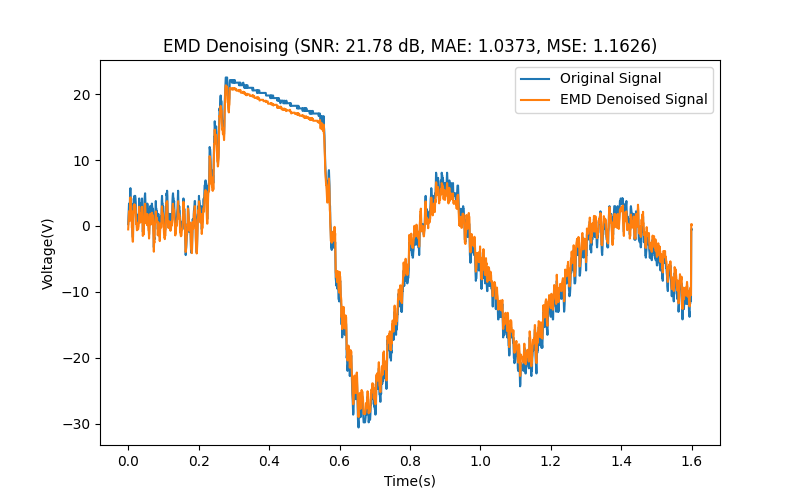 EMD Denoising (SNR: 21.78 dB, MAE: 1.0373, MSE: 1.1626)
Original Signal
EMD Denoised Signal
20
10
0
−10
−20
−30
Voltage(V)
0.0 0.2 0.4 0.6 0.8 1.0 1.2 1.4 1.6
Time(s)